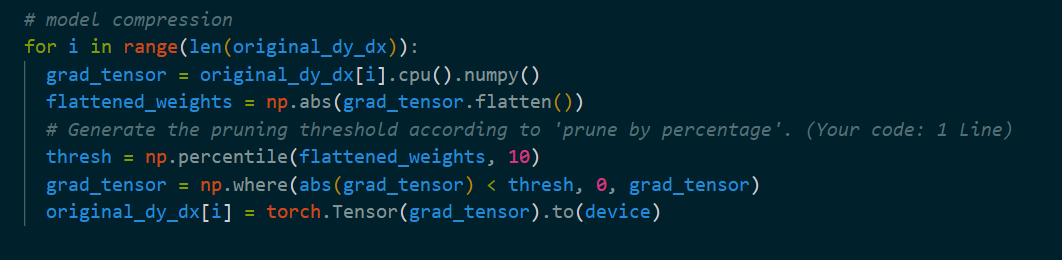 # model compression
for i in range(len(original_dy_dx)):
  grad_tensor = original_dy_dx[i].cpu().numpy()
  flattened_weights = np.abs(grad_tensor.flatten())
  # Generate the pruning threshold according to 'prune by percentage'. (Your code: 1 Line)
  thresh = np.percentile(flattened_weights, 10)
  grad_tensor = np.where(abs(grad_tensor) < thresh, 0, grad_tensor)
  original_dy_dx[i] = torch.Tensor(grad_tensor).to(device)